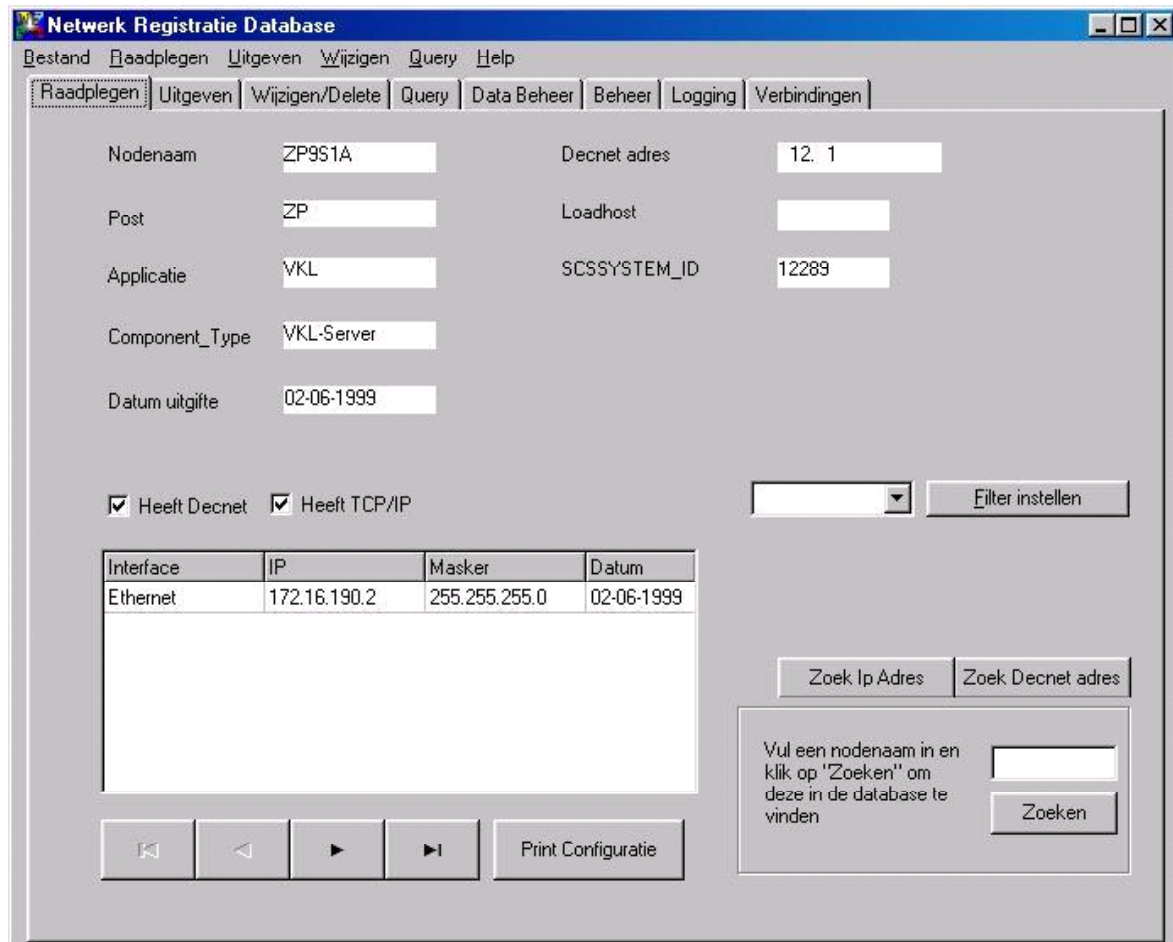 Netwerk Registratie Database
Bestand Raadplegen Uitgeven Wijzigen Query Help
Raadplegen Uitgeven Wijzigen/Delete Query Data Beheer Beheer Logging Verbindingen
Nodenaam ZP9S1A Decnet adres 12. 1
Post ZP Loadhost
Applicatie VKL SCSSYSTEM_ID 12289
Component_Type VKL-Server
Datum uitgifte 02-06-1999
Heeft Decnet Heeft TCP/IP Filter instellen
Interface IP Masker Datum
Ethernet 172.16.190.2 255.255.255.0 02-06-1999
Zoek Ip Adres Zoek Decnet adres
Vul een nodenaam in en
klik op "Zoeken" om
deze in de database te
vinden
Zoeken
Print Configuratie